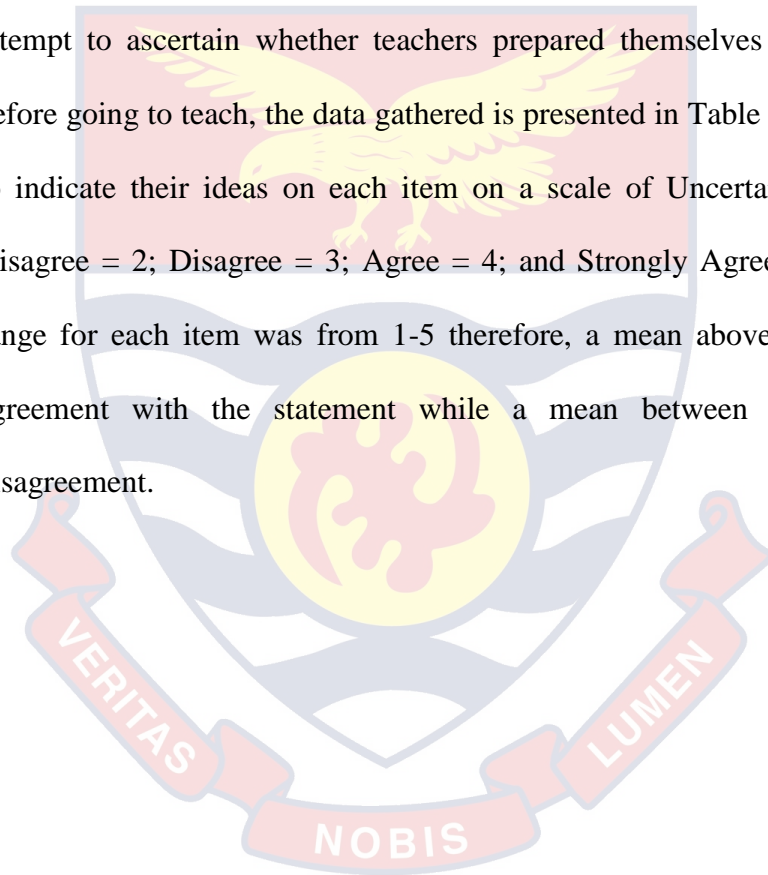 tempt to ascertain whether teachers prepared themselves
efore going to teach, the data gathered is presented in Table
indicate their ideas on each item on a scale of Uncerta
isagree = 2; Disagree = 3; Agree = 4; and Strongly Agree
nge for each item was from 1-5 therefore, a mean above
greement with the statement while a mean between
sagreement.
VERITAS
NOBIS
LUMEN